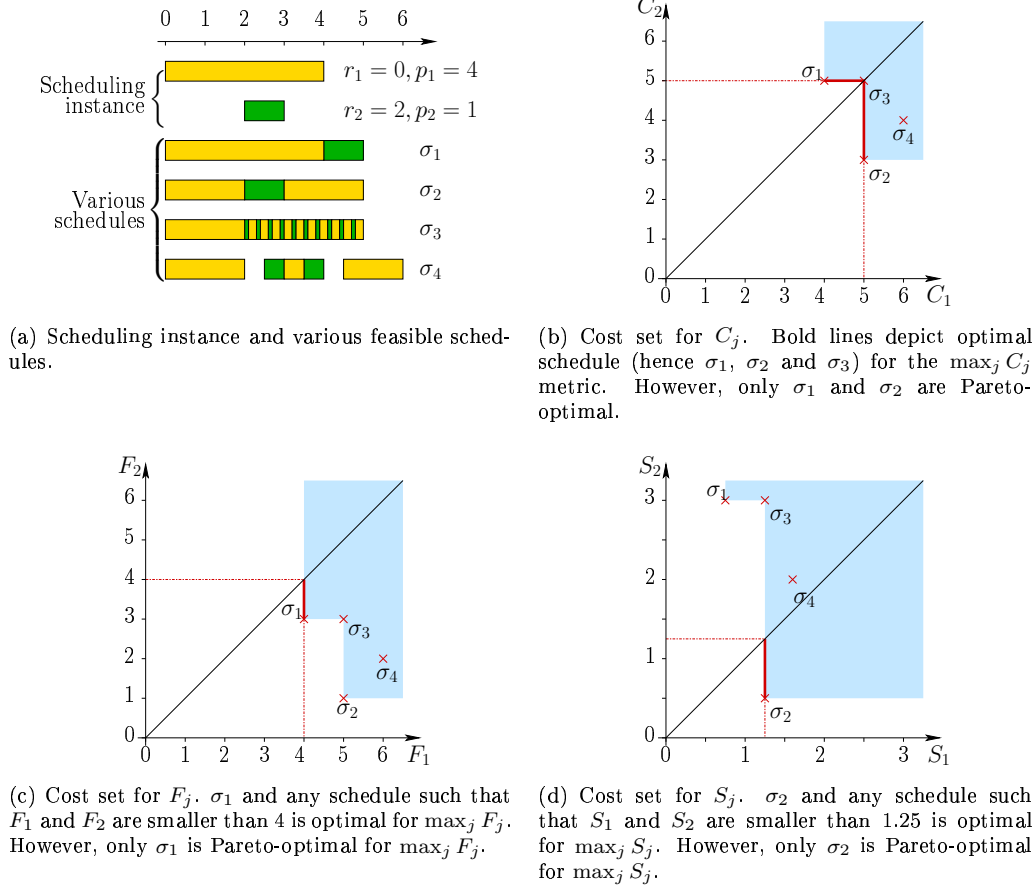 0 1 2 3 4 5 6
Scheduling
instance
r₁ = 0, p₁ = 4
r₂ = 2, p₂ = 1
Various
schedules
σ₁
σ₂
σ₃
σ₄
(a) Scheduling instance and various feasible sched-
ules.
C₂
6
5
4
3
2
1
0
σ₁
σ₃
σ₄
σ₂
0 1 2 3 4 5 6
C₁
(b) Cost set for Cⱼ. Bold lines depict optimal
schedule (hence σ₁, σ₂ and σ₃) for the maxⱼ Cⱼ
metric. However, only σ₁ and σ₂ are Pareto-
optimal.
F₂
6
5
4
3
2
1
0
σ₁
σ₃
σ₄
σ₂
0 1 2 3 4 5 6
F₁
(c) Cost set for Fⱼ. σ₁ and any schedule such that
F₁ and F₂ are smaller than 4 is optimal for maxⱼ Fⱼ.
However, only σ₁ is Pareto-optimal for maxⱼ Fⱼ.
S₂
3
2
1
0
σ₁
σ₃
σ₄
σ₂
0 1 2 3
S₁
(d) Cost set for Sⱼ. σ₂ and any schedule such
that S₁ and S₂ are smaller than 1.25 is optimal
for maxⱼ Sⱼ. However, only σ₂ is Pareto-optimal
for maxⱼ Sⱼ.